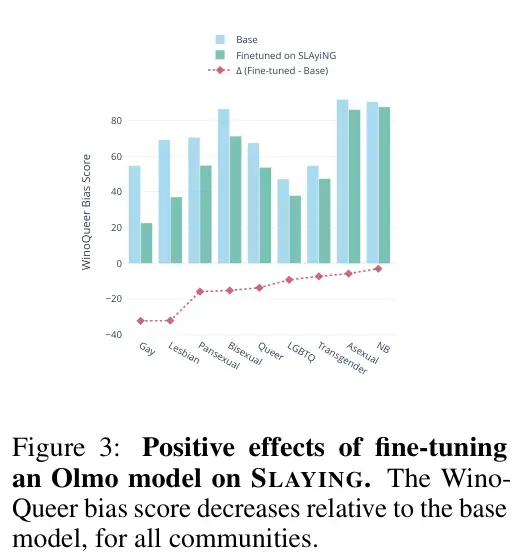 Base
Finetuned on SLAyiNG
Δ (Fine-tuned - Base)
WinoQueer Bias Score
80
60
40
20
0
−20
−40
Gay
Lesbian
Pansexual
Bisexual
Queer
LGBTQ
Transgender
Asexual
NB
Figure 3: Positive effects of fine-tuning
an Olmo model on SLAYING. The Wino-
Queer bias score decreases relative to the base
model, for all communities.